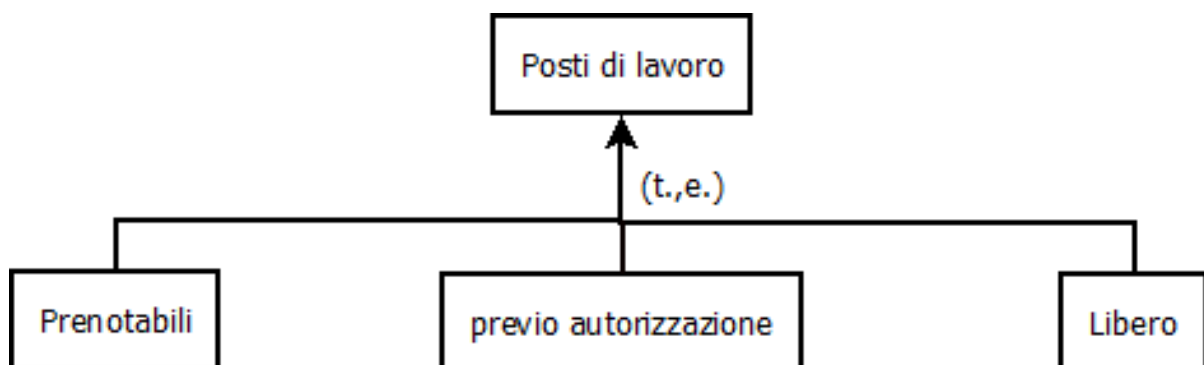 Posti di lavoro
(t.,e.)
Prenotabili
previo autorizzazione
Libero